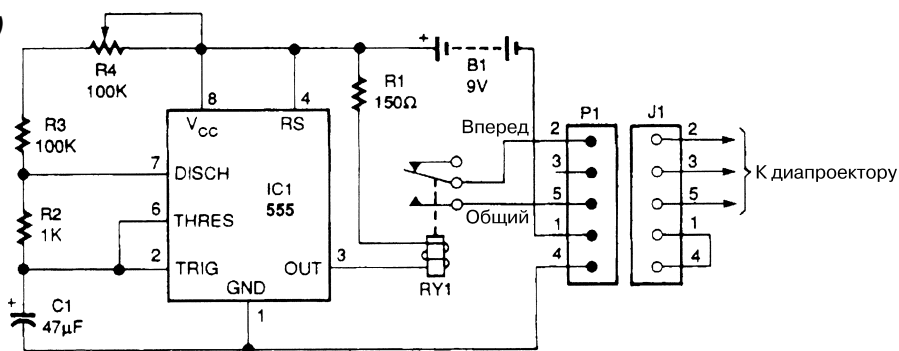 )
R4
100K
+
B1
9V
R1
150Ω
8
4
VCC
RS
P1
J1
R3
100K
Вперед
2
2
7
DISCH
3
3
К диапроектору
IC1
555
5
5
Общий
6
THRES
R2
1K
1
1
2
TRIG
OUT
3
4
4
GND
RY1
1
+
C1
47µF